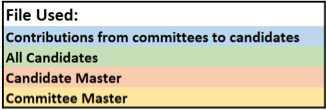 File Used:
Contributions from committees to candidates
All Candidates
Candidate Master
Committee Master